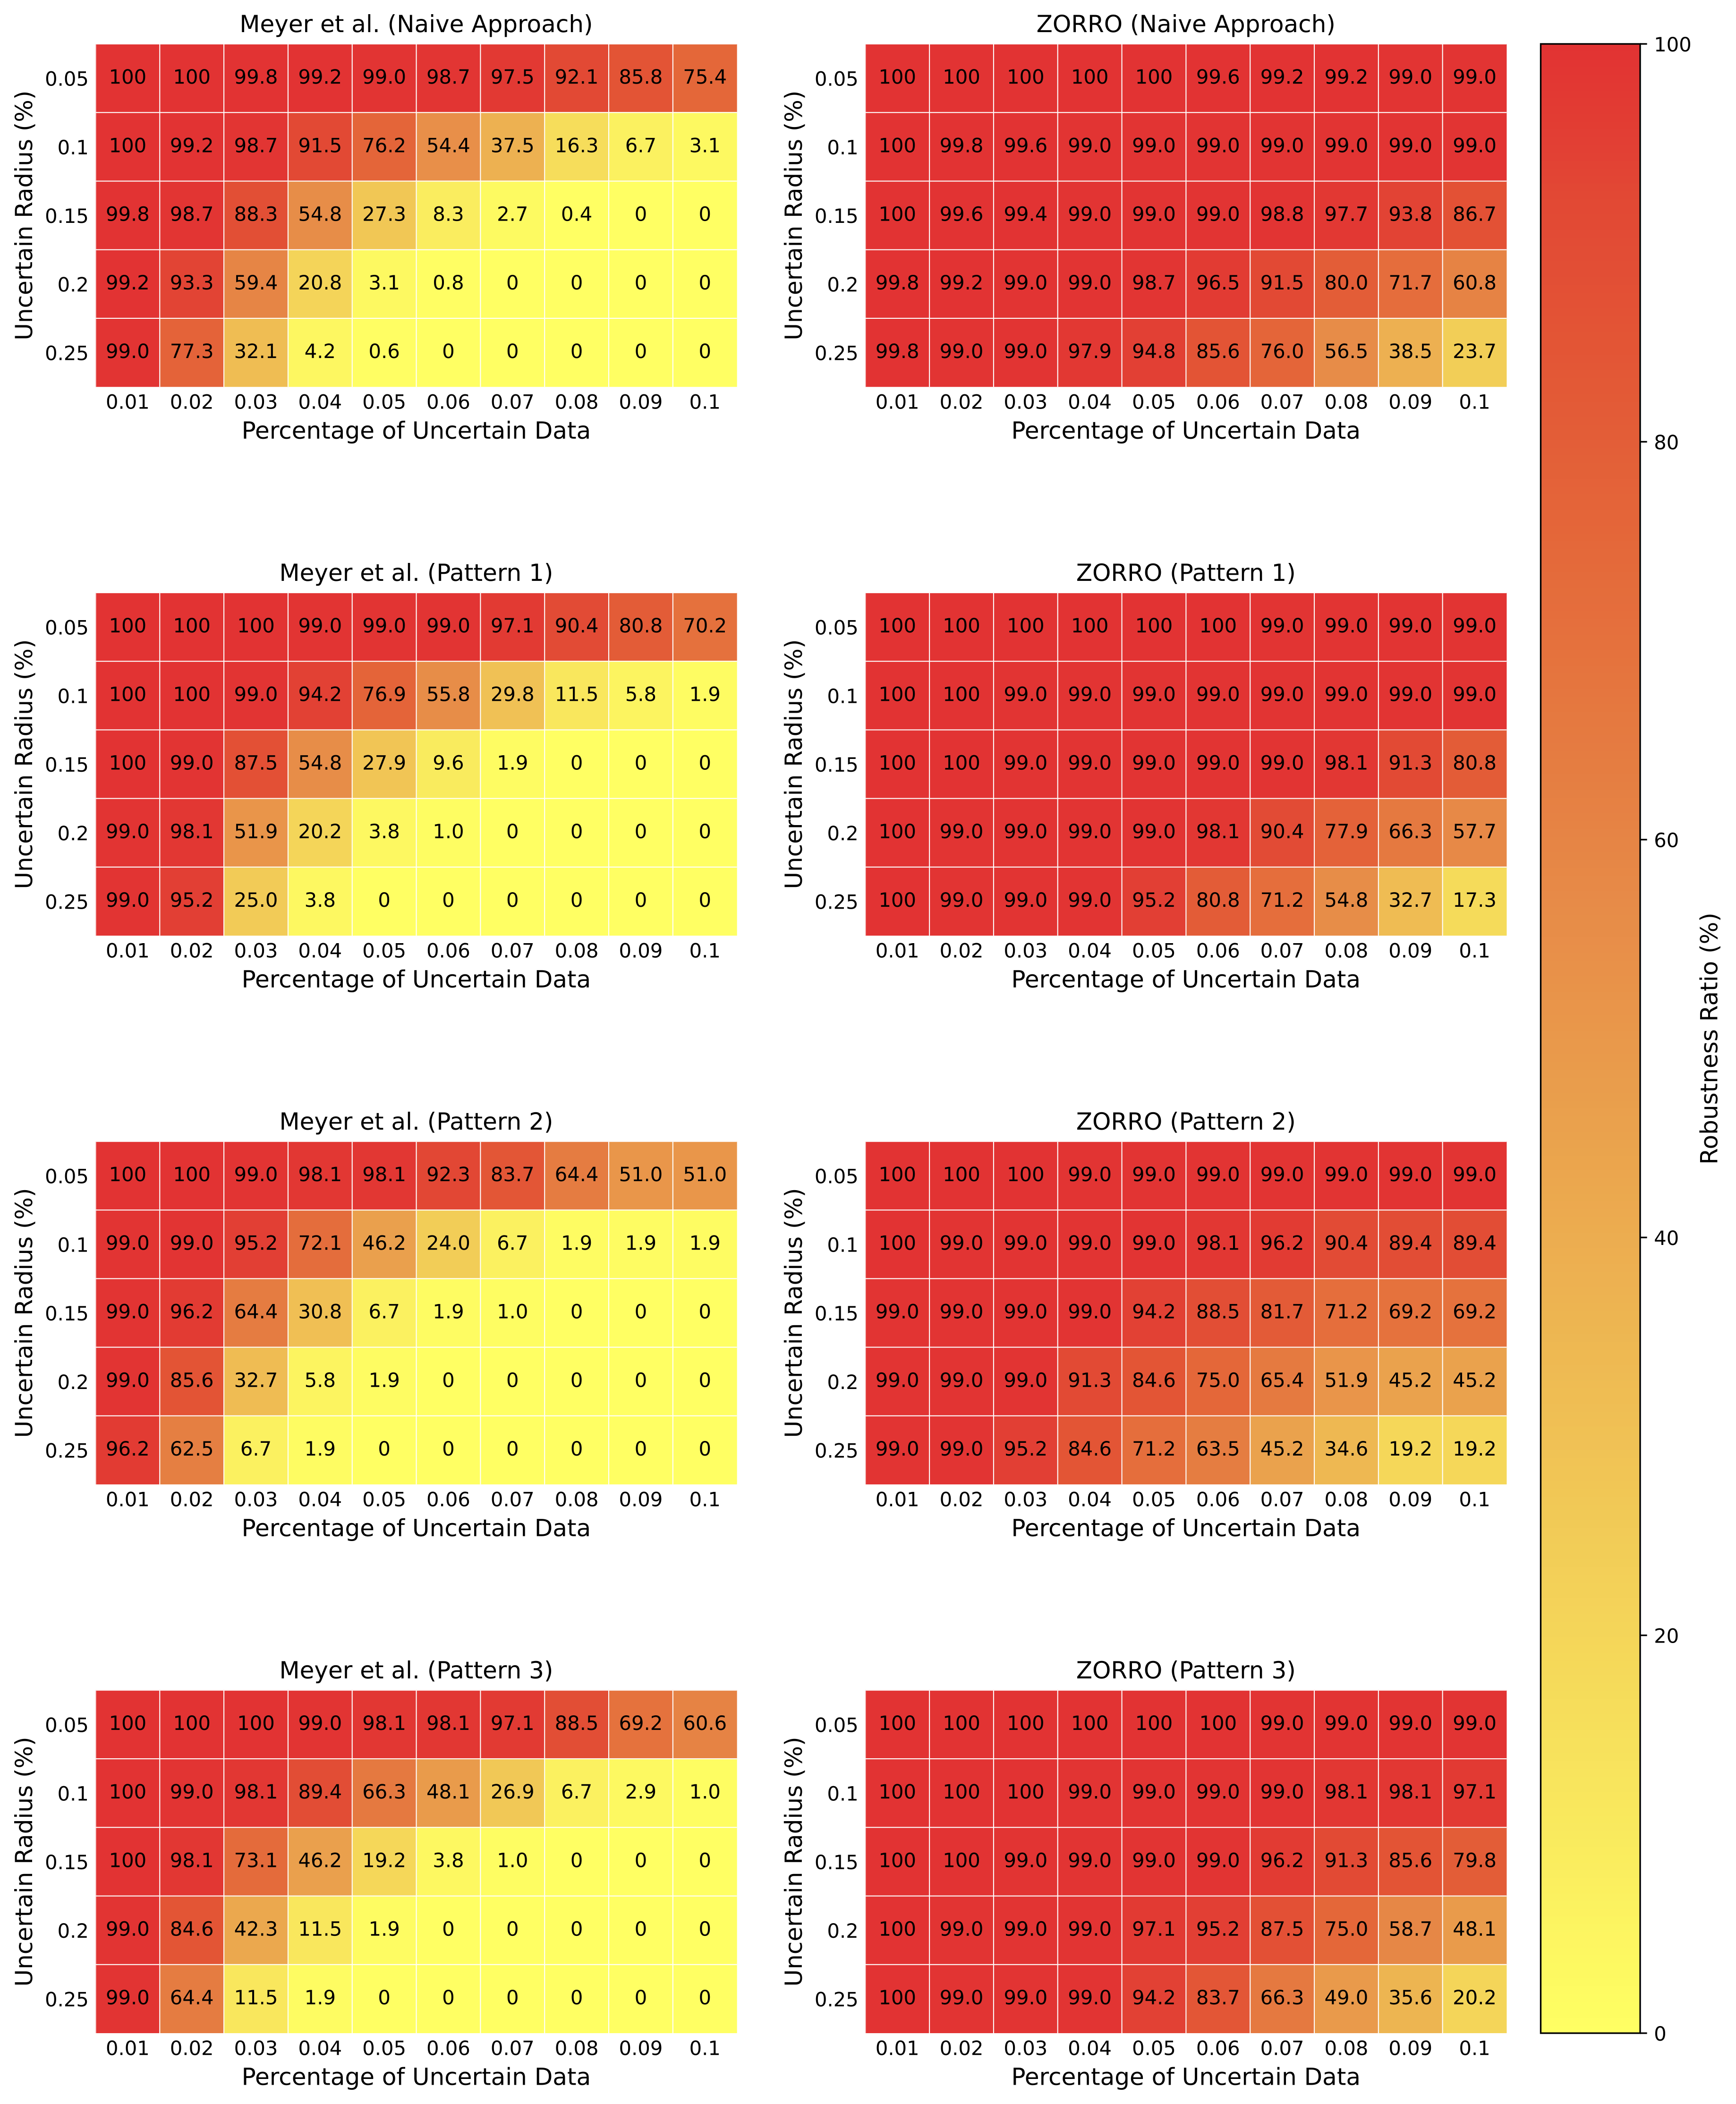 Meyer et al. (Naive Approach)
Uncertain Radius (%)
0.05 100 100 99.8 99.2 99.0 98.7 97.5 92.1 85.8 75.4
0.1 100 99.2 98.7 91.5 76.2 54.4 37.5 16.3 6.7 3.1
0.15 99.8 98.7 88.3 54.8 27.3 8.3 2.7 0.4 0 0
0.2 99.2 93.3 59.4 20.8 3.1 0.8 0 0 0 0
0.25 99.0 77.3 32.1 4.2 0.6 0 0 0 0 0
0.01 0.02 0.03 0.04 0.05 0.06 0.07 0.08 0.09 0.1
Percentage of Uncertain Data
ZORRO (Naive Approach)
Uncertain Radius (%)
0.05 100 100 100 100 100 99.6 99.2 99.2 99.0 99.0
0.1 100 99.8 99.6 99.0 99.0 99.0 99.0 99.0 99.0 99.0
0.15 100 99.6 99.4 99.0 99.0 99.0 98.8 97.7 93.8 86.7
0.2 99.8 99.2 99.0 99.0 98.7 96.5 91.5 80.0 71.7 60.8
0.25 99.8 99.0 99.0 97.9 94.8 85.6 76.0 56.5 38.5 23.7
0.01 0.02 0.03 0.04 0.05 0.06 0.07 0.08 0.09 0.1
Percentage of Uncertain Data
Meyer et al. (Pattern 1)
Uncertain Radius (%)
0.05 100 100 100 99.0 99.0 99.0 97.1 90.4 80.8 70.2
0.1 100 100 99.0 94.2 76.9 55.8 29.8 11.5 5.8 1.9
0.15 100 99.0 87.5 54.8 27.9 9.6 1.9 0 0 0
0.2 99.0 98.1 51.9 20.2 3.8 1.0 0 0 0 0
0.25 99.0 95.2 25.0 3.8 0 0 0 0 0 0
0.01 0.02 0.03 0.04 0.05 0.06 0.07 0.08 0.09 0.1
Percentage of Uncertain Data
ZORRO (Pattern 1)
Uncertain Radius (%)
0.05 100 100 100 100 100 100 99.0 99.0 99.0 99.0
0.1 100 100 99.0 99.0 99.0 99.0 99.0 99.0 99.0 99.0
0.15 100 100 99.0 99.0 99.0 99.0 99.0 98.1 91.3 80.8
0.2 100 99.0 99.0 99.0 99.0 98.1 90.4 77.9 66.3 57.7
0.25 100 99.0 99.0 99.0 95.2 80.8 71.2 54.8 32.7 17.3
0.01 0.02 0.03 0.04 0.05 0.06 0.07 0.08 0.09 0.1
Percentage of Uncertain Data
Meyer et al. (Pattern 2)
Uncertain Radius (%)
0.05 100 100 99.0 98.1 98.1 92.3 83.7 64.4 51.0 51.0
0.1 99.0 99.0 95.2 72.1 46.2 24.0 6.7 1.9 1.9 1.9
0.15 99.0 96.2 64.4 30.8 6.7 1.9 1.0 0 0 0
0.2 99.0 85.6 32.7 5.8 1.9 0 0 0 0 0
0.25 96.2 62.5 6.7 1.9 0 0 0 0 0 0
0.01 0.02 0.03 0.04 0.05 0.06 0.07 0.08 0.09 0.1
Percentage of Uncertain Data
ZORRO (Pattern 2)
Uncertain Radius (%)
0.05 100 100 100 99.0 99.0 99.0 99.0 99.0 99.0 99.0
0.1 100 99.0 99.0 99.0 99.0 98.1 96.2 90.4 89.4 89.4
0.15 99.0 99.0 99.0 99.0 94.2 88.5 81.7 71.2 69.2 69.2
0.2 99.0 99.0 99.0 91.3 84.6 75.0 65.4 51.9 45.2 45.2
0.25 99.0 99.0 95.2 84.6 71.2 63.5 45.2 34.6 19.2 19.2
0.01 0.02 0.03 0.04 0.05 0.06 0.07 0.08 0.09 0.1
Percentage of Uncertain Data
Meyer et al. (Pattern 3)
Uncertain Radius (%)
0.05 100 100 100 99.0 98.1 98.1 97.1 88.5 69.2 60.6
0.1 100 99.0 98.1 89.4 66.3 48.1 26.9 6.7 2.9 1.0
0.15 100 98.1 73.1 46.2 19.2 3.8 1.0 0 0 0
0.2 99.0 84.6 42.3 11.5 1.9 0 0 0 0 0
0.25 99.0 64.4 11.5 1.9 0 0 0 0 0 0
0.01 0.02 0.03 0.04 0.05 0.06 0.07 0.08 0.09 0.1
Percentage of Uncertain Data
ZORRO (Pattern 3)
Uncertain Radius (%)
0.05 100 100 100 100 100 100 99.0 99.0 99.0 99.0
0.1 100 100 100 99.0 99.0 99.0 99.0 98.1 98.1 97.1
0.15 100 100 99.0 99.0 99.0 99.0 96.2 91.3 85.6 79.8
0.2 100 99.0 99.0 99.0 97.1 95.2 87.5 75.0 58.7 48.1
0.25 100 99.0 99.0 99.0 94.2 83.7 66.3 49.0 35.6 20.2
0.01 0.02 0.03 0.04 0.05 0.06 0.07 0.08 0.09 0.1
Percentage of Uncertain Data
100
80
60
40
20
0
Robustness Ratio (%)